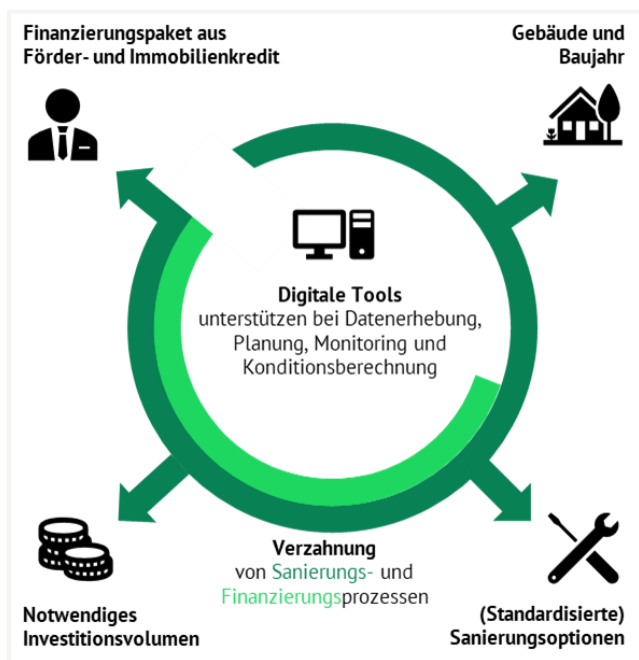 Finanzierungspaket aus
Förder- und Immobilienkredit
Gebäude und
Baujahr
Digitale Tools
unterstützen bei Datenerhebung,
Planung, Monitoring und
Konditionsberechnung
Verzahnung
von Sanierungs- und
Finanzierungsprozessen
Notwendiges
Investitionsvolumen
(Standardisierte)
Sanierungsoptionen